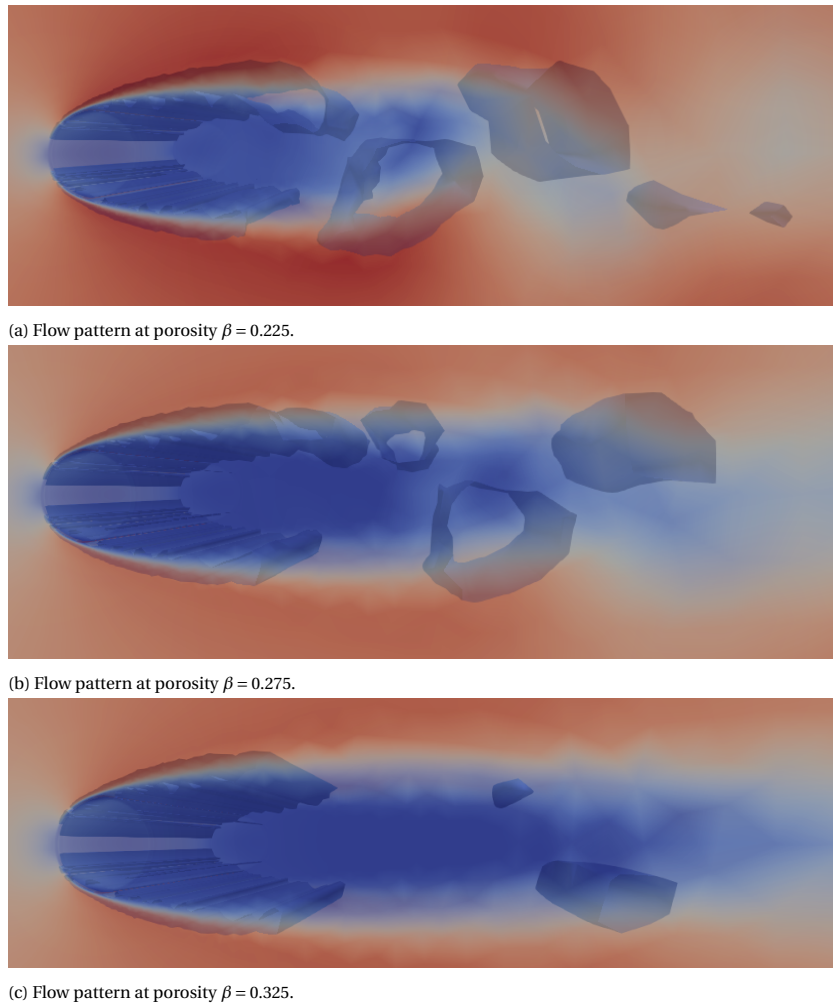 (a) Flow pattern at porosity β = 0.225.
(b) Flow pattern at porosity β = 0.275.
(c) Flow pattern at porosity β = 0.325.